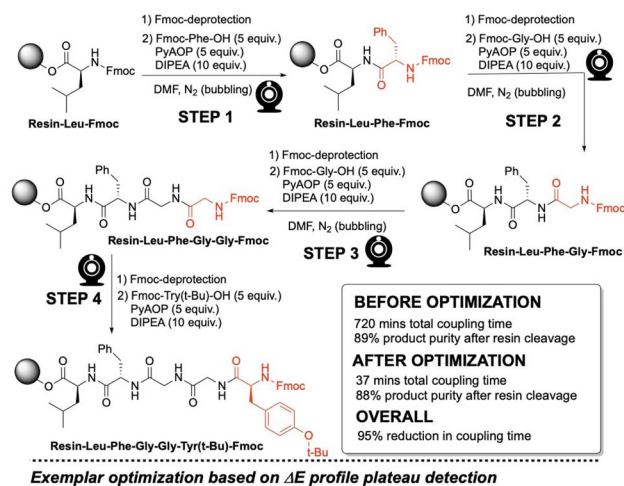 1) Fmoc-deprotection
2) Fmoc-Phe-OH (5 equiv.)
PyAOP (5 equiv.)
DIPEA (10 equiv.)
DMF, N2 (bubbling)
STEP 1
O
O
H
N
Fmoc
Resin-Leu-Fmoc
Ph
O
O
H
N
O
N
H
Fmoc
Resin-Leu-Phe-Fmoc
1) Fmoc-deprotection
2) Fmoc-Gly-OH (5 equiv.)
PyAOP (5 equiv.)
DIPEA (10 equiv.)
DMF, N2 (bubbling)
STEP 2
Ph
O
O
H
N
O
N
H
O
N
H
Fmoc
Resin-Leu-Phe-Gly-Fmoc
1) Fmoc-deprotection
2) Fmoc-Gly-OH (5 equiv.)
PyAOP (5 equiv.)
DIPEA (10 equiv.)
DMF, N2 (bubbling)
STEP 3
Ph
O
O
H
N
O
N
H
O
H
N
O
N
H
Fmoc
Resin-Leu-Phe-Gly-Gly-Fmoc
STEP 4
1) Fmoc-deprotection
2) Fmoc-Try(t-Bu)-OH (5 equiv.)
PyAOP (5 equiv.)
DIPEA (10 equiv.)
Ph
O
O
H
N
O
N
H
O
H
N
O
N
H
O
H
N
Fmoc
O
t-Bu
Resin-Leu-Phe-Gly-Gly-Tyr(t-Bu)-Fmoc
BEFORE OPTIMIZATION
720 mins total coupling time
89% product purity after resin cleavage
AFTER OPTIMIZATION
37 mins total coupling time
88% product purity after resin cleavage
OVERALL
95% reduction in coupling time
Exemplar optimization based on ΔE profile plateau detection